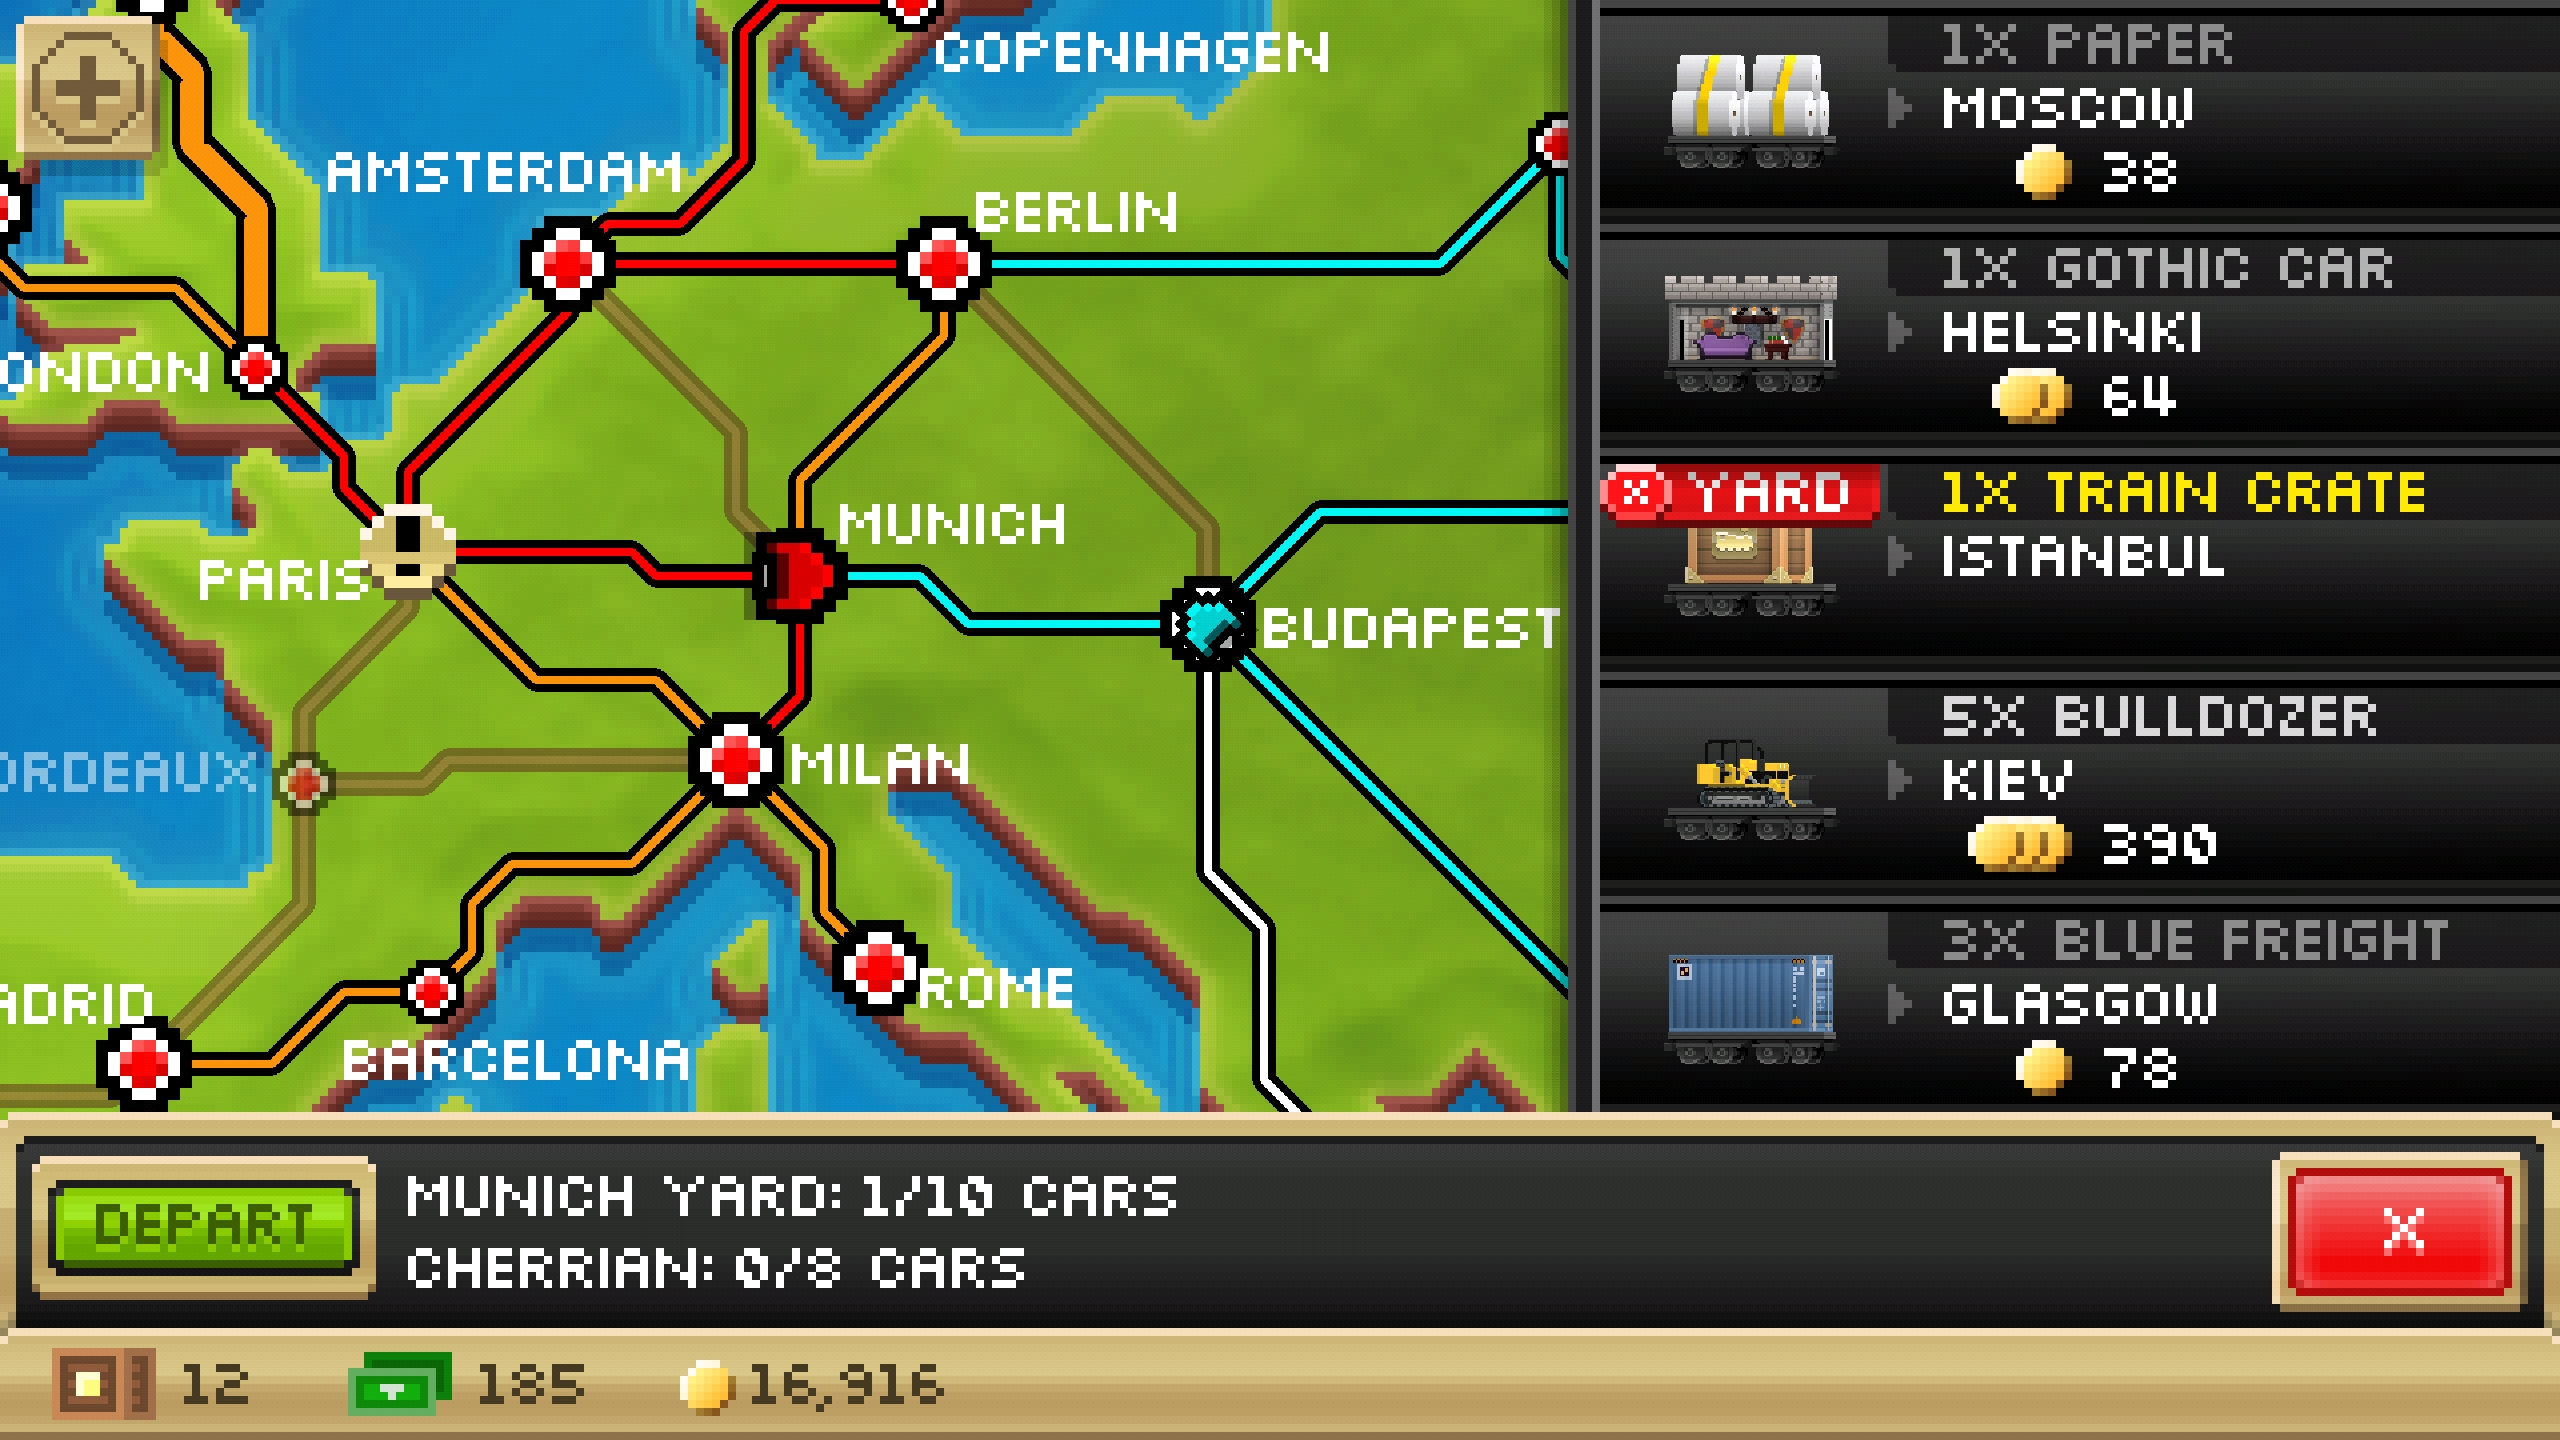 COPENHAGEN
AMSTERDAM
BERLIN
ONDON
MUNICH
PARIS
BUDAPEST
ORDEAUX
MILAN
ADRID
ROME
BARCELONA
1X PAPER
MOSCOW
38
1X GOTHIC CAR
HELSINKI
64
YARD
1X TRAIN CRATE
ISTANBUL
5X BULLDOZER
KIEV
390
3X BLUE FREIGHT
GLASGOW
78
DEPART
MUNICH YARD: 1/10 CARS
CHERRIAN: 0/8 CARS
X
12
185
16,916